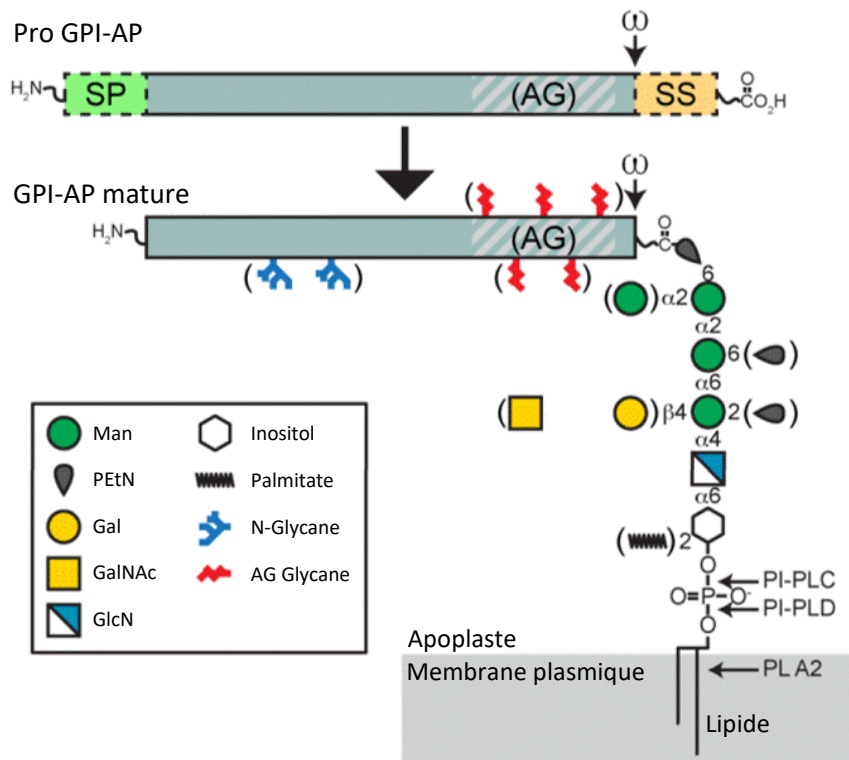 Pro GPI-AP
ω
H₂N
SP
(AG)
SS
O
CO₂H
GPI-AP mature
ω
H₂N
( )
(AG)
O
C
( )
( )
6
( ) α2
α2
6 ( )
α6
( ) β4 2 ( )
α4
α6
( ) 2
O
O=P-O⁻
O
PI-PLC
PI-PLD
Apoplaste
Membrane plasmique
PL A2
Lipide
Man
Inositol
PEtN
Palmitate
Gal
N-Glycane
GalNAc
AG Glycane
GlcN